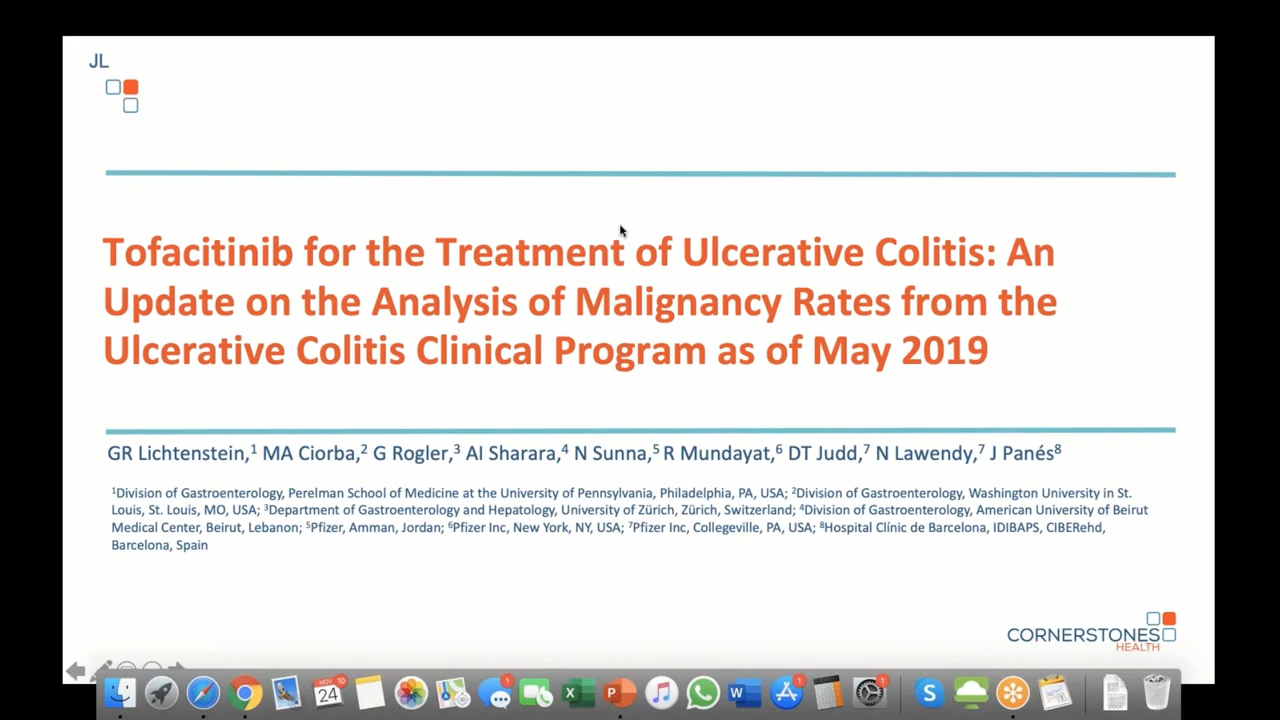 JL
Tofacitinib for the Treatment of Ulcerative Colitis: An
Update on the Analysis of Malignancy Rates from the
Ulcerative Colitis Clinical Program as of May 2019
GR Lichtenstein,¹ MA Ciorba,² G Rogler,³ AI Sharara,⁴ N Sunna,⁵ R Mundayat,⁶ DT Judd,⁷ N Lawendy,⁷ J Panés⁸
¹Division of Gastroenterology, Perelman School of Medicine at the University of Pennsylvania, Philadelphia, PA, USA; ²Division of Gastroenterology, Washington University in St.
Louis, St. Louis, MO, USA; ³Department of Gastroenterology and Hepatology, University of Zürich, Zürich, Switzerland; ⁴Division of Gastroenterology, American University of Beirut
Medical Center, Beirut, Lebanon; ⁵Pfizer, Amman, Jordan; ⁶Pfizer Inc, New York, NY, USA; ⁷Pfizer Inc, Collegeville, PA, USA; ⁸Hospital Clínic de Barcelona, IDIBAPS, CIBERehd,
Barcelona, Spain
CORNERSTONES
HEALTH
NOV 10
24
1
X
P
W
1
1
S